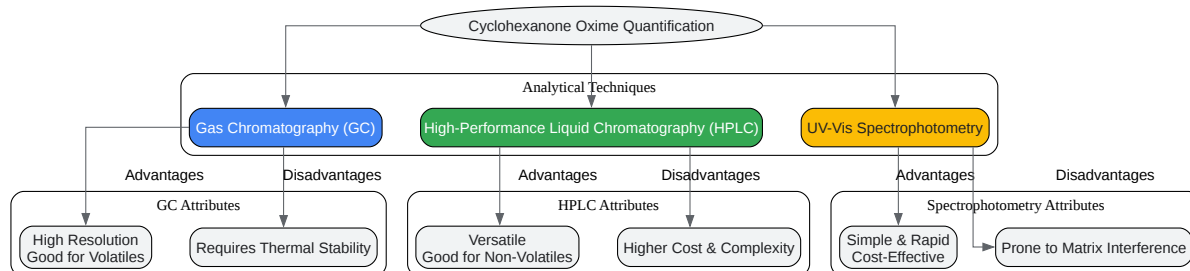 Cyclohexanone Oxime Quantification
Analytical Techniques
Gas Chromatography (GC)
High-Performance Liquid Chromatography (HPLC)
UV-Vis Spectrophotometry
Advantages
Disadvantages
Advantages
Disadvantages
Advantages
Disadvantages
GC Attributes
HPLC Attributes
Spectrophotometry Attributes
High Resolution
Good for Volatiles
Requires Thermal Stability
Versatile
Good for Non-Volatiles
Higher Cost & Complexity
Simple & Rapid
Cost-Effective
Prone to Matrix Interference